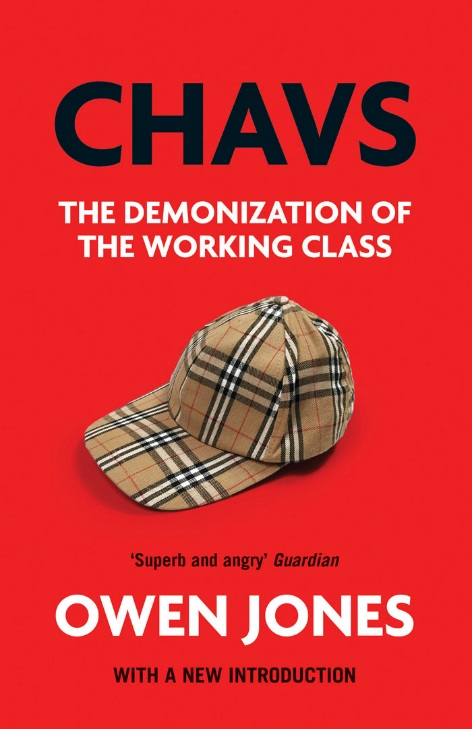 CHAVS
THE DEMONIZATION OF
THE WORKING CLASS
‘Superb and angry’ Guardian
OWEN JONES
WITH A NEW INTRODUCTION